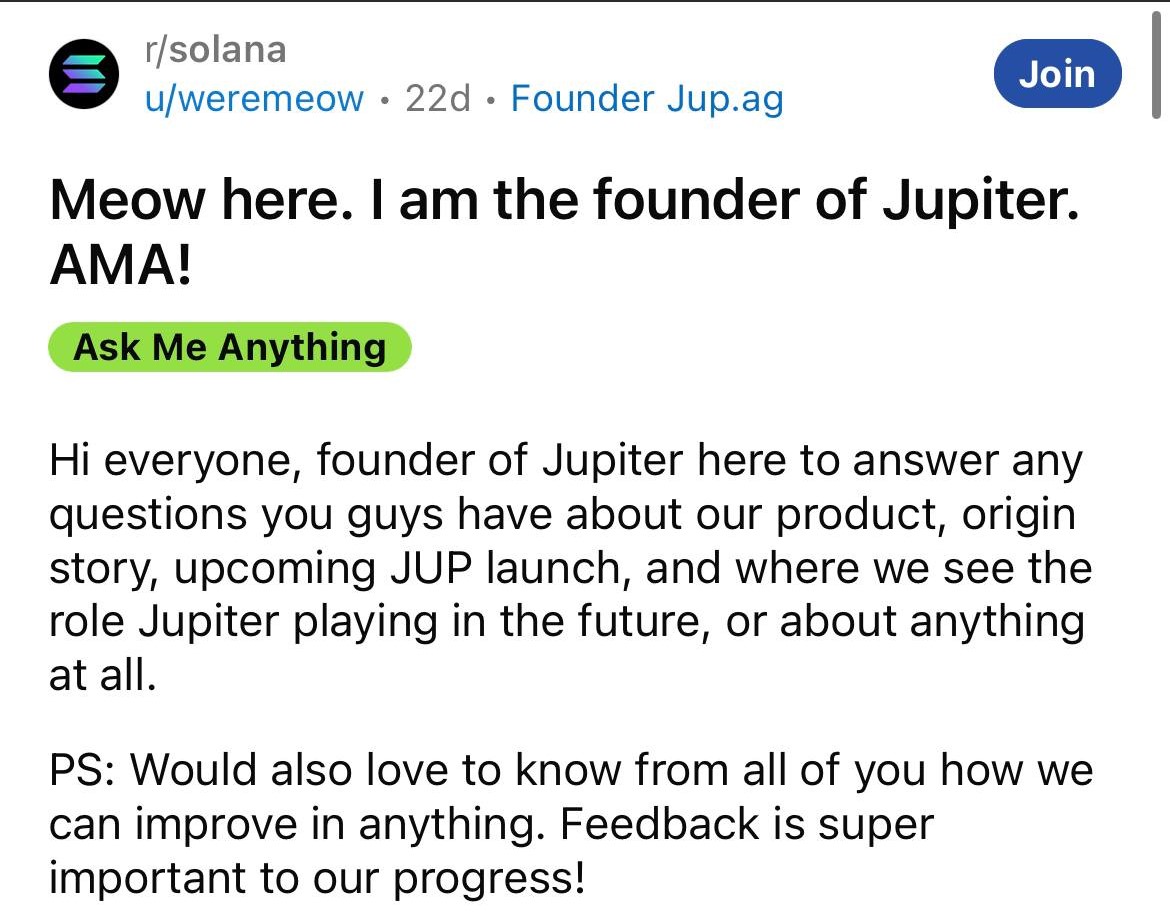 r/solana
u/weremeow • 22d • Founder Jup.ag
Join
Meow here. I am the founder of Jupiter.
AMA!
Ask Me Anything
Hi everyone, founder of Jupiter here to answer any
questions you guys have about our product, origin
story, upcoming JUP launch, and where we see the
role Jupiter playing in the future, or about anything
at all.
PS: Would also love to know from all of you how we
can improve in anything. Feedback is super
important to our progress!